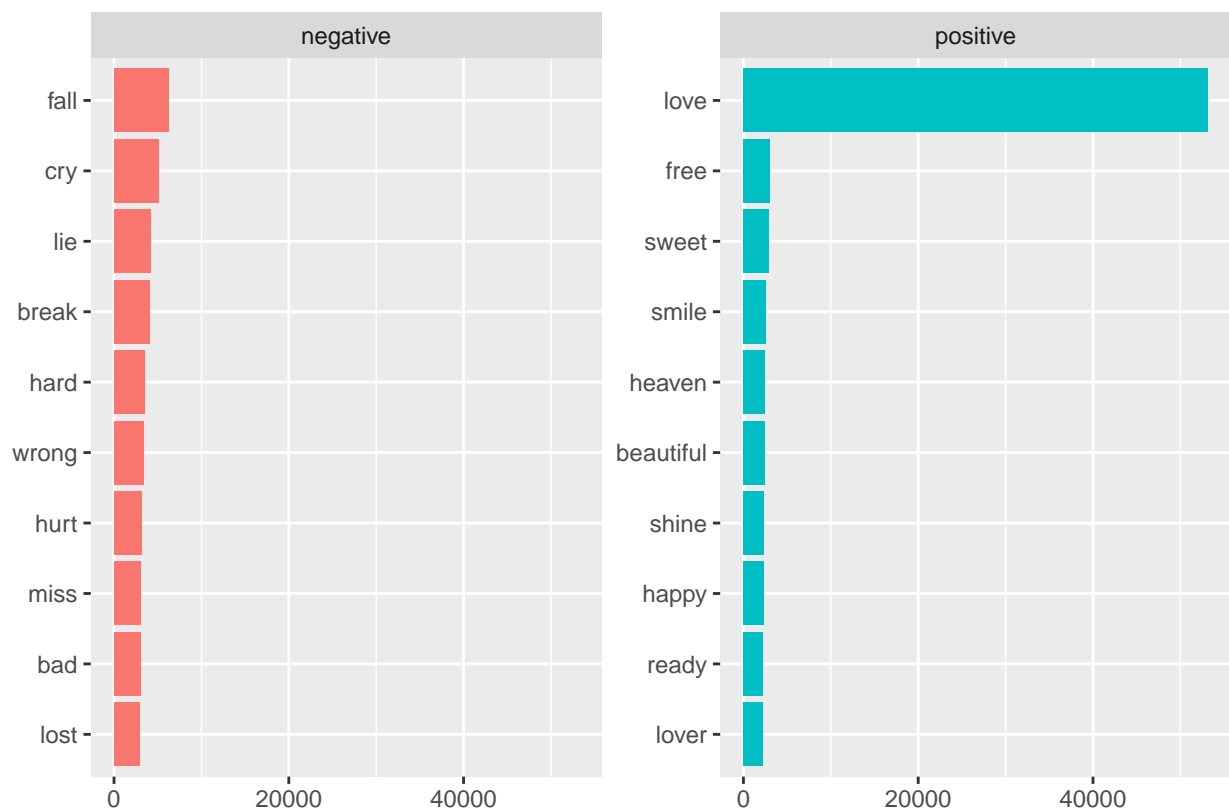 negative
fall
cry
lie
break
hard
wrong
hurt
miss
bad
lost
0 20000 40000
positive
love
free
sweet
smile
heaven
beautiful
shine
happy
ready
lover
0 20000 40000